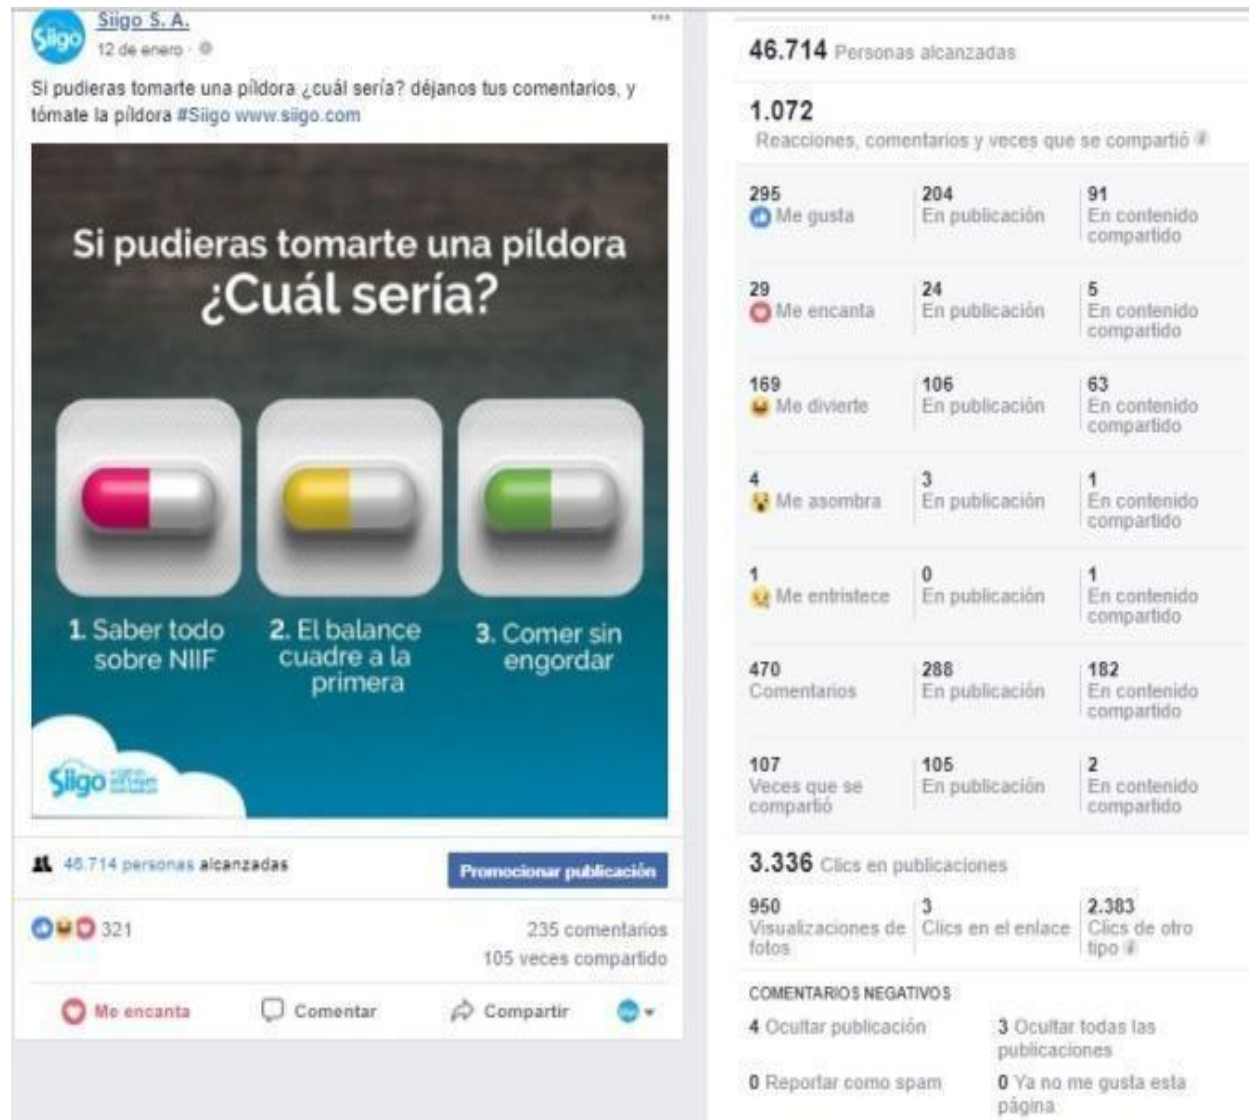 Siigo
Siigo S. A.
12 de enero
Si pudieras tomarte una píldora ¿cuál sería? déjanos tus comentarios, y
tómate la píldora #Siigo www.siigo.com
Si pudieras tomarte una píldora
¿Cuál sería?
1. Saber todo
sobre NIIF
2. El balance
cuadre a la
primera
3. Comer sin
engordar
Siigo
46.714 personas alcanzadas
Promocionar publicación
321
235 comentarios
105 veces compartido
Me encanta
Comentar
Compartir
46.714 Personas alcanzadas
1.072
Reacciones, comentarios y veces que se compartió
295
Me gusta
204
En publicación
91
En contenido
compartido
29
Me encanta
24
En publicación
5
En contenido
compartido
169
Me divierte
106
En publicación
63
En contenido
compartido
4
Me asombra
3
En publicación
1
En contenido
compartido
1
Me entristece
0
En publicación
1
En contenido
compartido
470
Comentarios
288
En publicación
182
En contenido
compartido
107
Veces que se
compartió
105
En publicación
2
En contenido
compartido
3.336 Clics en publicaciones
950
Visualizaciones de
fotos
3
Clics en el enlace
2.383
Clics de otro
tipo
COMENTARIOS NEGATIVOS
4 Ocultar publicación
3 Ocultar todas las
publicaciones
0 Reportar como spam
0 Ya no me gusta esta
página